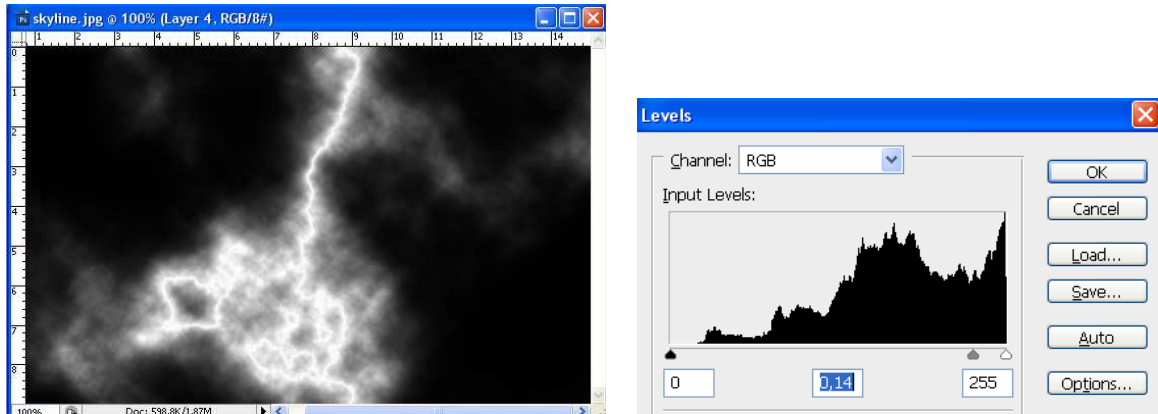 skyline.jpg @ 100% (Layer 4, RGB/8#)
1 2 3 4 5 6 7 8 9 10 11 12 13 14
0
1
2
3
4
5
6
7
8
100% Doc: 598,8K/1,87M
Levels
Channel: RGB
Input Levels:
0 0,14 255
OK
Cancel
Load...
Save...
Auto
Options...